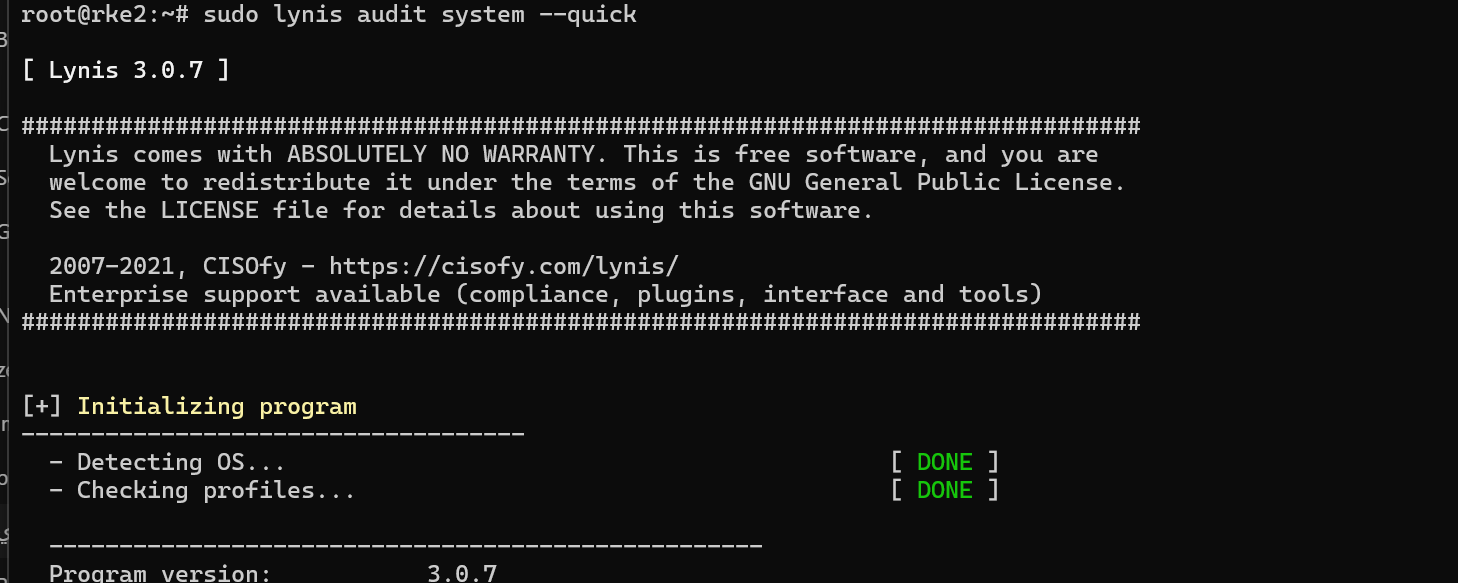 root@rke2:~# sudo lynis audit system --quick
[ Lynis 3.0.7 ]
################################################################################
Lynis comes with ABSOLUTELY NO WARRANTY. This is free software, and you are
welcome to redistribute it under the terms of the GNU General Public License.
See the LICENSE file for details about using this software.
2007-2021, CISOfy - https://cisofy.com/lynis/
Enterprise support available (compliance, plugins, interface and tools)
################################################################################
[+] Initializing program
------------------------------------
- Detecting OS... [ DONE ]
- Checking profiles... [ DONE ]
---------------------------------------------------
Program version: 3.0.7